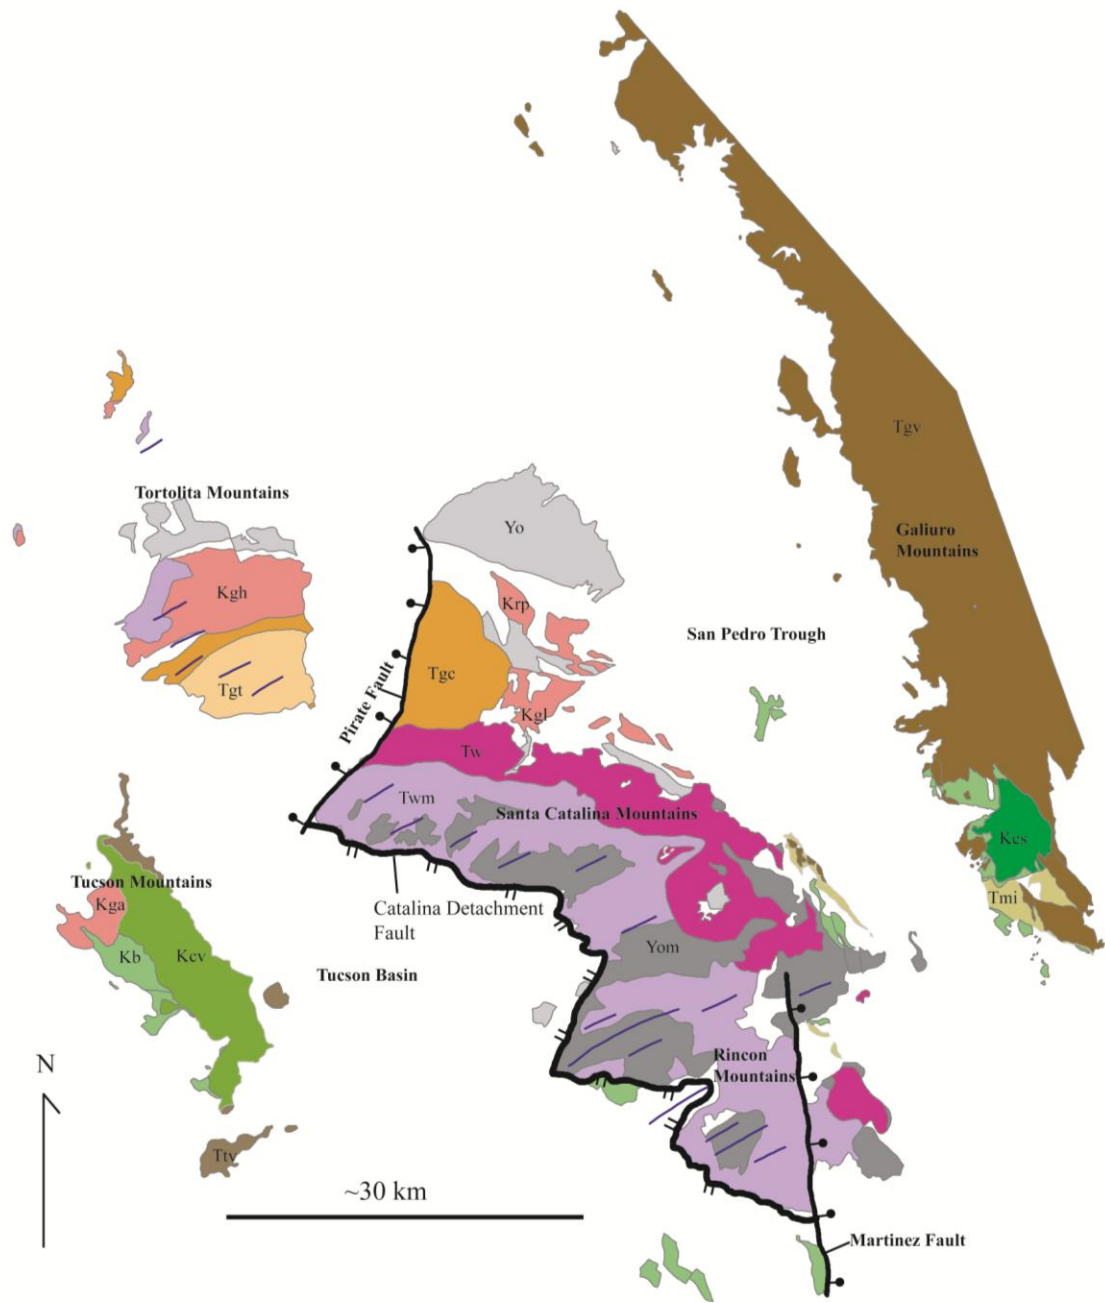 Tgv
Tortolita Mountains
Yo
Galiuro
Mountains
Kgh
Krp
San Pedro Trough
Tgc
Tgt
Pirate Fault
Kgl
Tw
Twm
Santa Catalina Mountains
Kcs
Tucson Mountains
Kga
Tmi
Catalina Detachment
Fault
Kb
Kcv
Yom
Tucson Basin
N
Rincon
Mountains
Ttv
~30 km
Martinez Fault